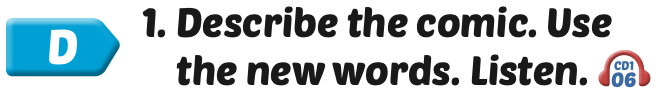 D
1. Describe the comic. Use
the new words. Listen.
CD1
06